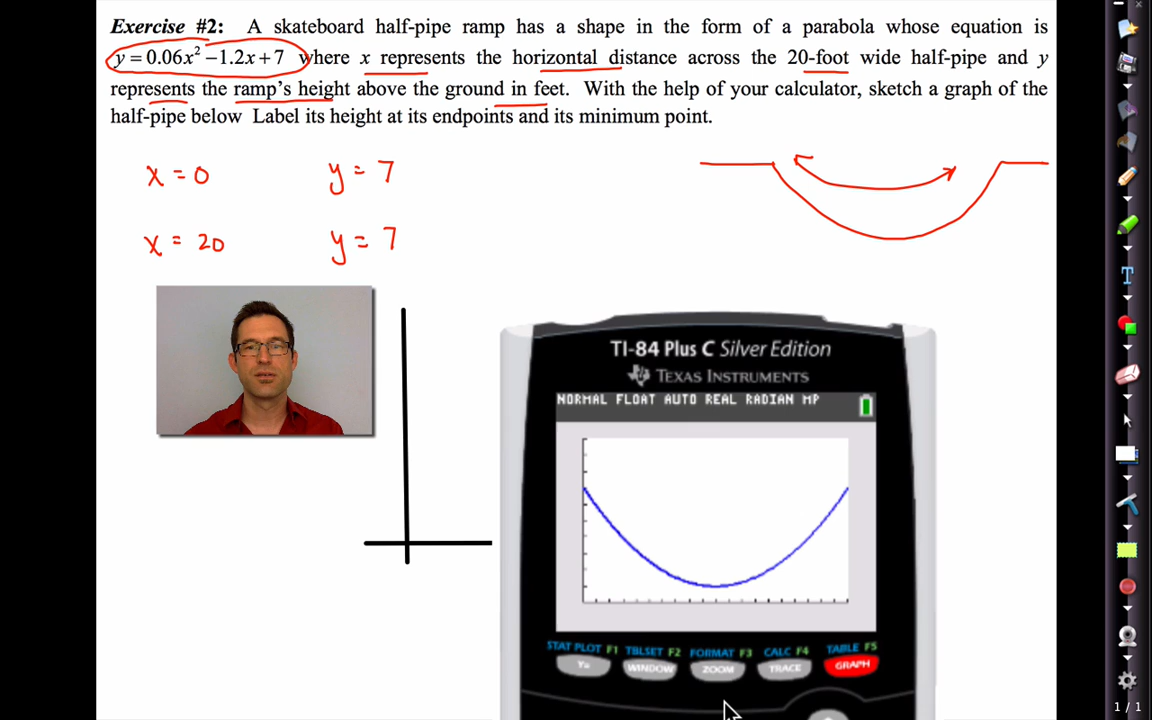 Exercise #2: A skateboard half-pipe ramp has a shape in the form of a parabola whose equation is
y = 0.06x² − 1.2x + 7 where x represents the horizontal distance across the 20-foot wide half-pipe and y
represents the ramp's height above the ground in feet. With the help of your calculator, sketch a graph of the
half-pipe below Label its height at its endpoints and its minimum point.
x = 0 y = 7
x = 20 y = 7
TI-84 Plus C Silver Edition
TEXAS INSTRUMENTS
NORMAL FLOAT AUTO REAL RADIAN MP
STAT PLOT F1 TBLSET F2 FORMAT F3 CALC F4 TABLE F5
Y= WINDOW ZOOM TRACE GRAPH
T
1 / 1